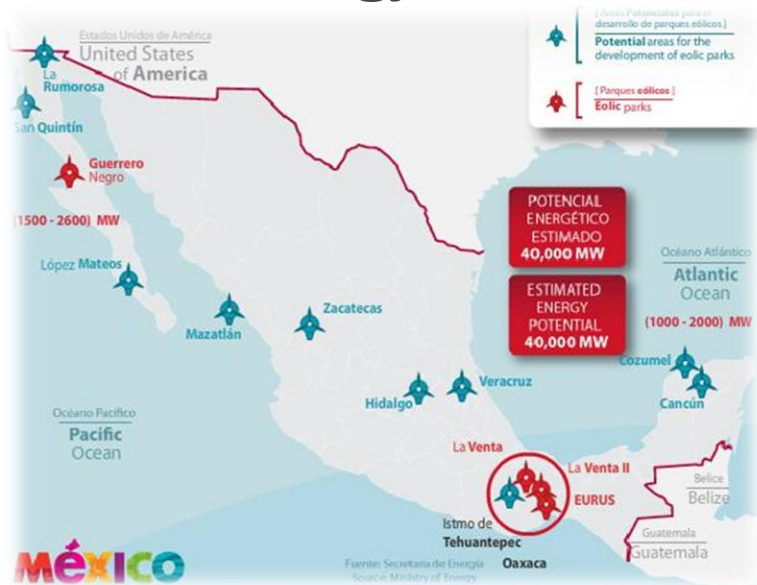 [ Áreas Potenciales para el
desarrollo de parques eólicos ]
Potential areas for the
development of eolic parks
[ Parques eólicos ]
Eolic parks
Estados Unidos de América
United States
of America
La
Rumorosa
San Quintín
Guerrero
Negro
(1500 - 2600) MW
López Mateos
Mazatlán
Zacatecas
POTENCIAL
ENERGÉTICO
ESTIMADO
40,000 MW
ESTIMATED
ENERGY
POTENTIAL
40,000 MW
Océano Atlántico
Atlantic
Ocean
(1000 - 2000) MW
Cozumel
Cancún
Hidalgo
Veracruz
Océano Pacífico
Pacific
Ocean
La Venta
La Venta II
EURUS
Istmo de
Tehuantepec
Oaxaca
Belice
Belize
Guatemala
Guatemala
méxico
Fuente: Secretaría de Energía
Source: Ministry of Energy